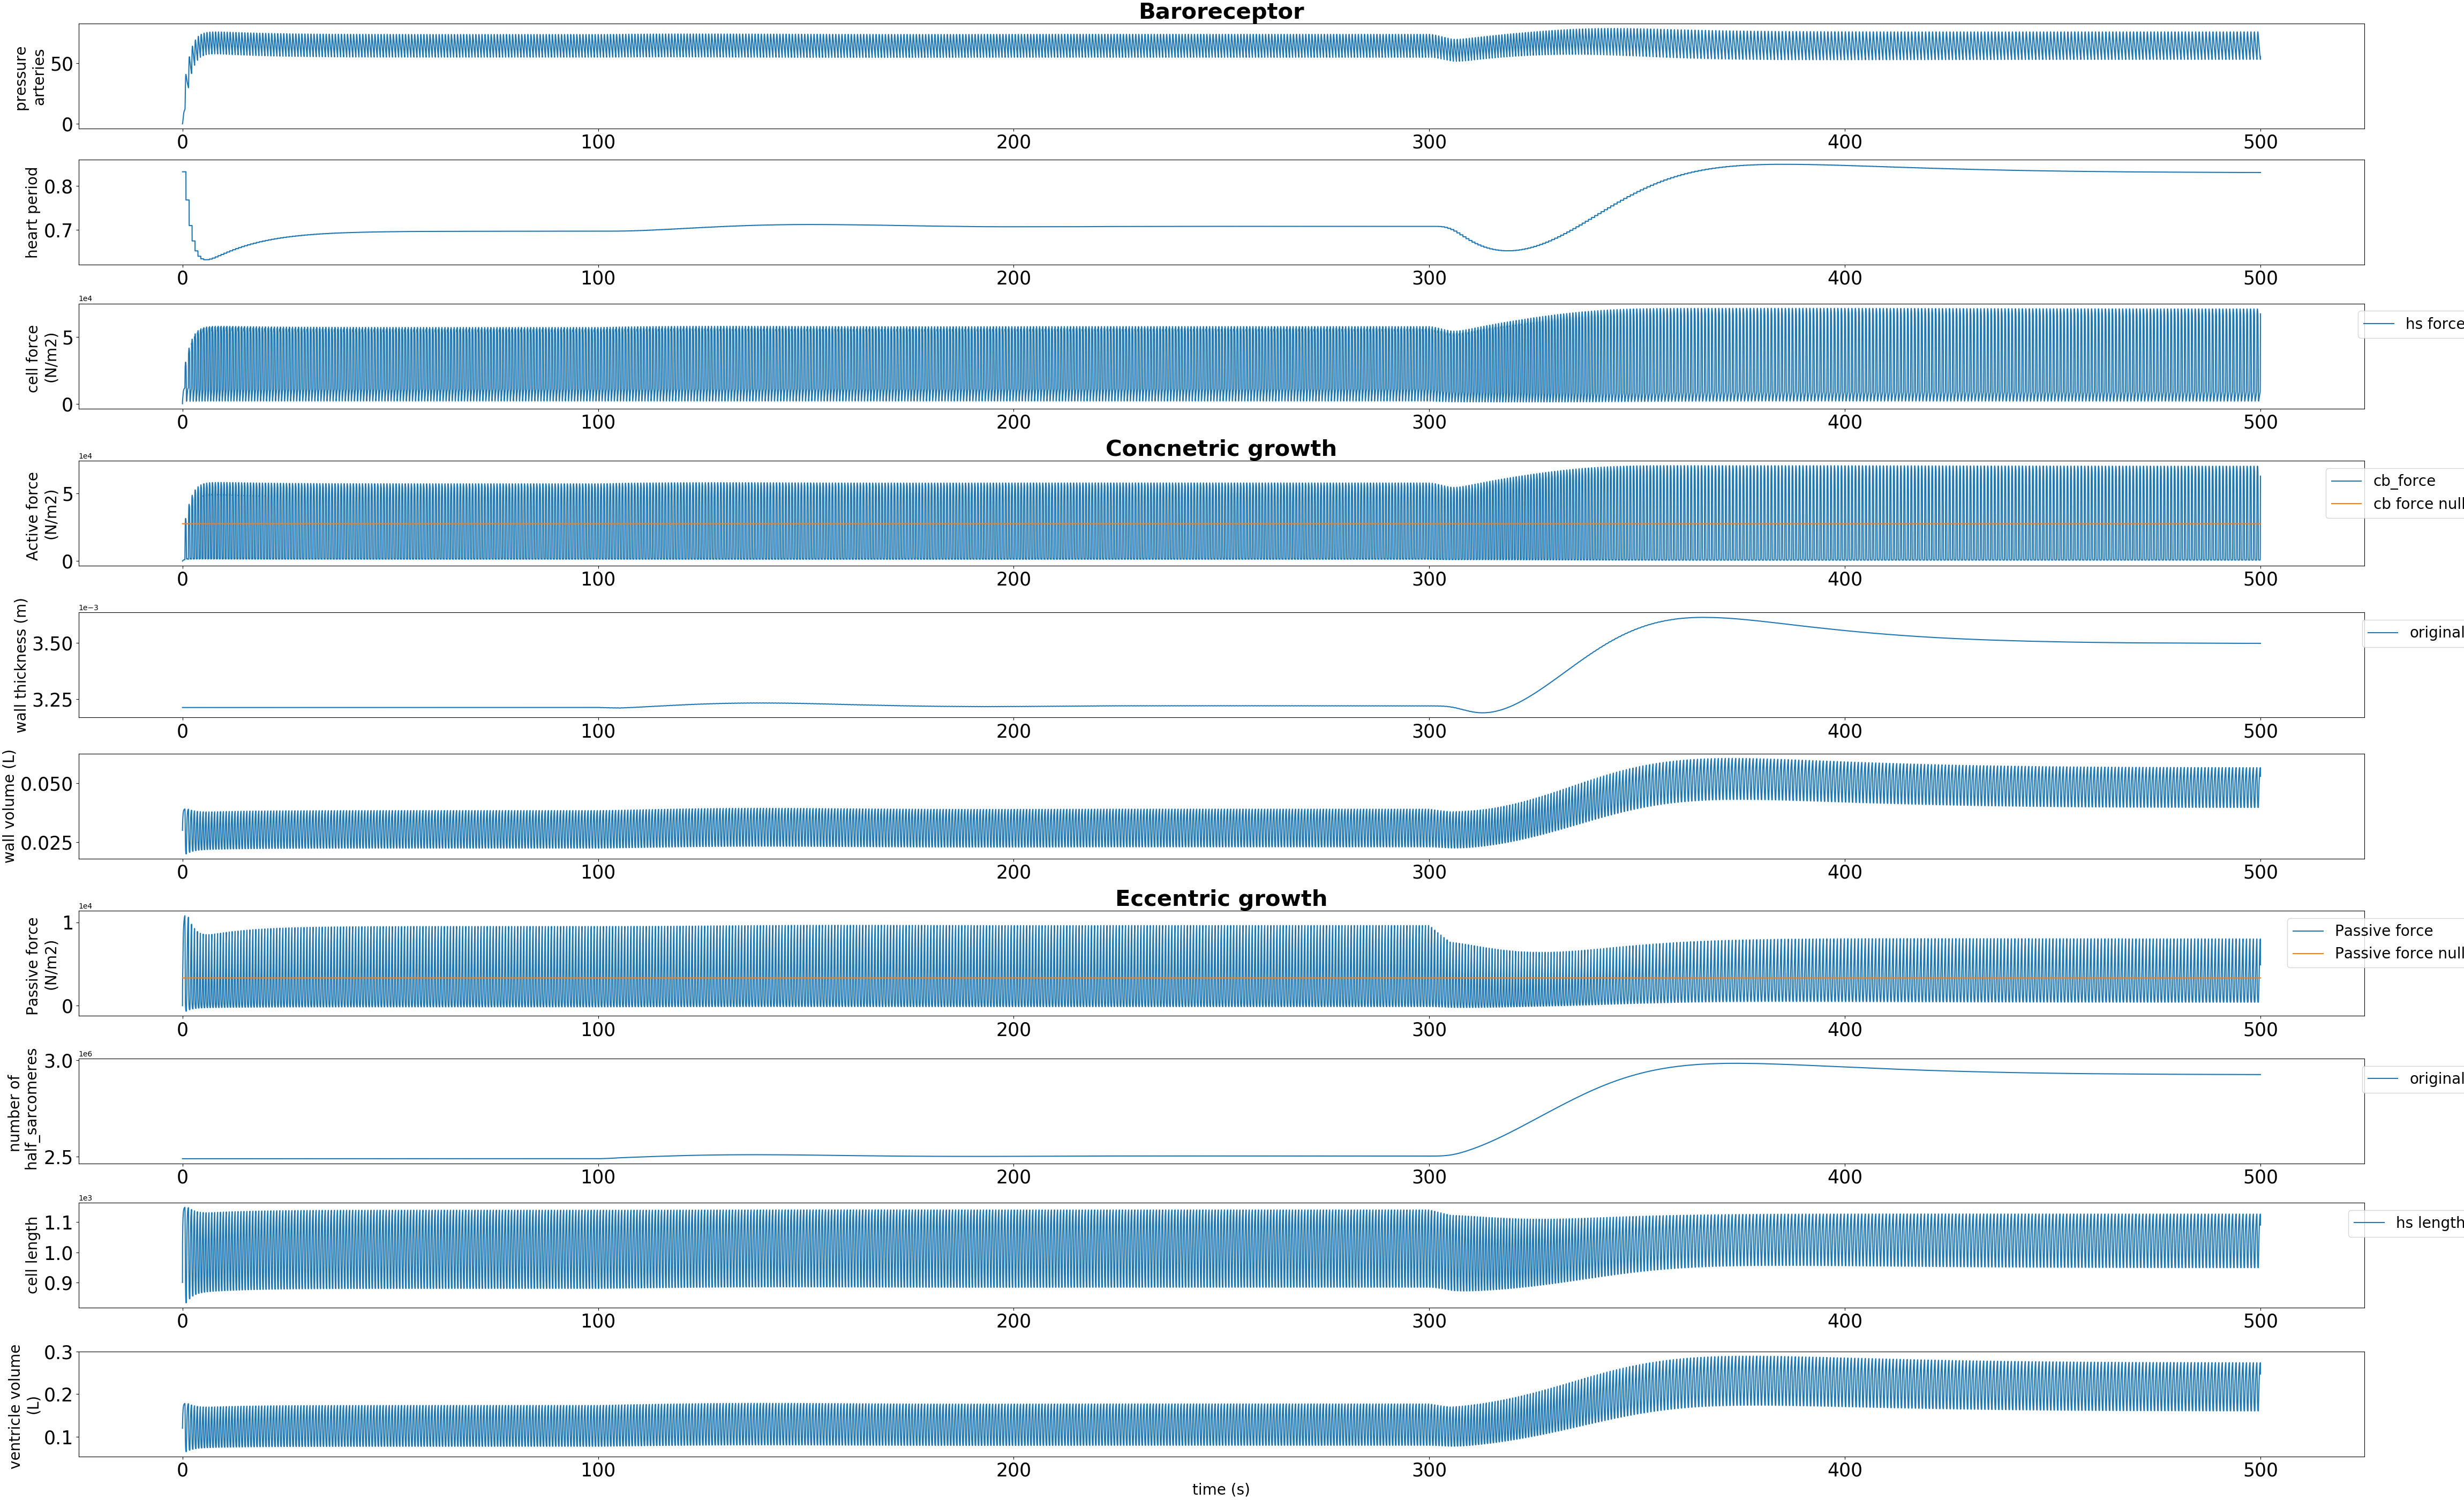 Baroreceptor
pressure
arteries
50
0
0 100 200 300 400 500
heart period
0.8
0.7
0 100 200 300 400 500
1e4
cell force
(N/m2)
5
0
hs force
0 100 200 300 400 500
Concnetric growth
1e4
Active force
(N/m2)
5
0
cb_force
cb force null
0 100 200 300 400 500
1e−3
wall thickness (m)
3.50
3.25
original
0 100 200 300 400 500
wall volume (L)
0.050
0.025
0 100 200 300 400 500
Eccentric growth
1e4
Passive force
(N/m2)
1
0
Passive force
Passive force null
0 100 200 300 400 500
1e6
number of
half_sarcomeres
3.0
2.5
original
0 100 200 300 400 500
1e3
cell length
1.1
1.0
0.9
hs length
0 100 200 300 400 500
ventricle volume
(L)
0.3
0.2
0.1
0 100 200 300 400 500
time (s)